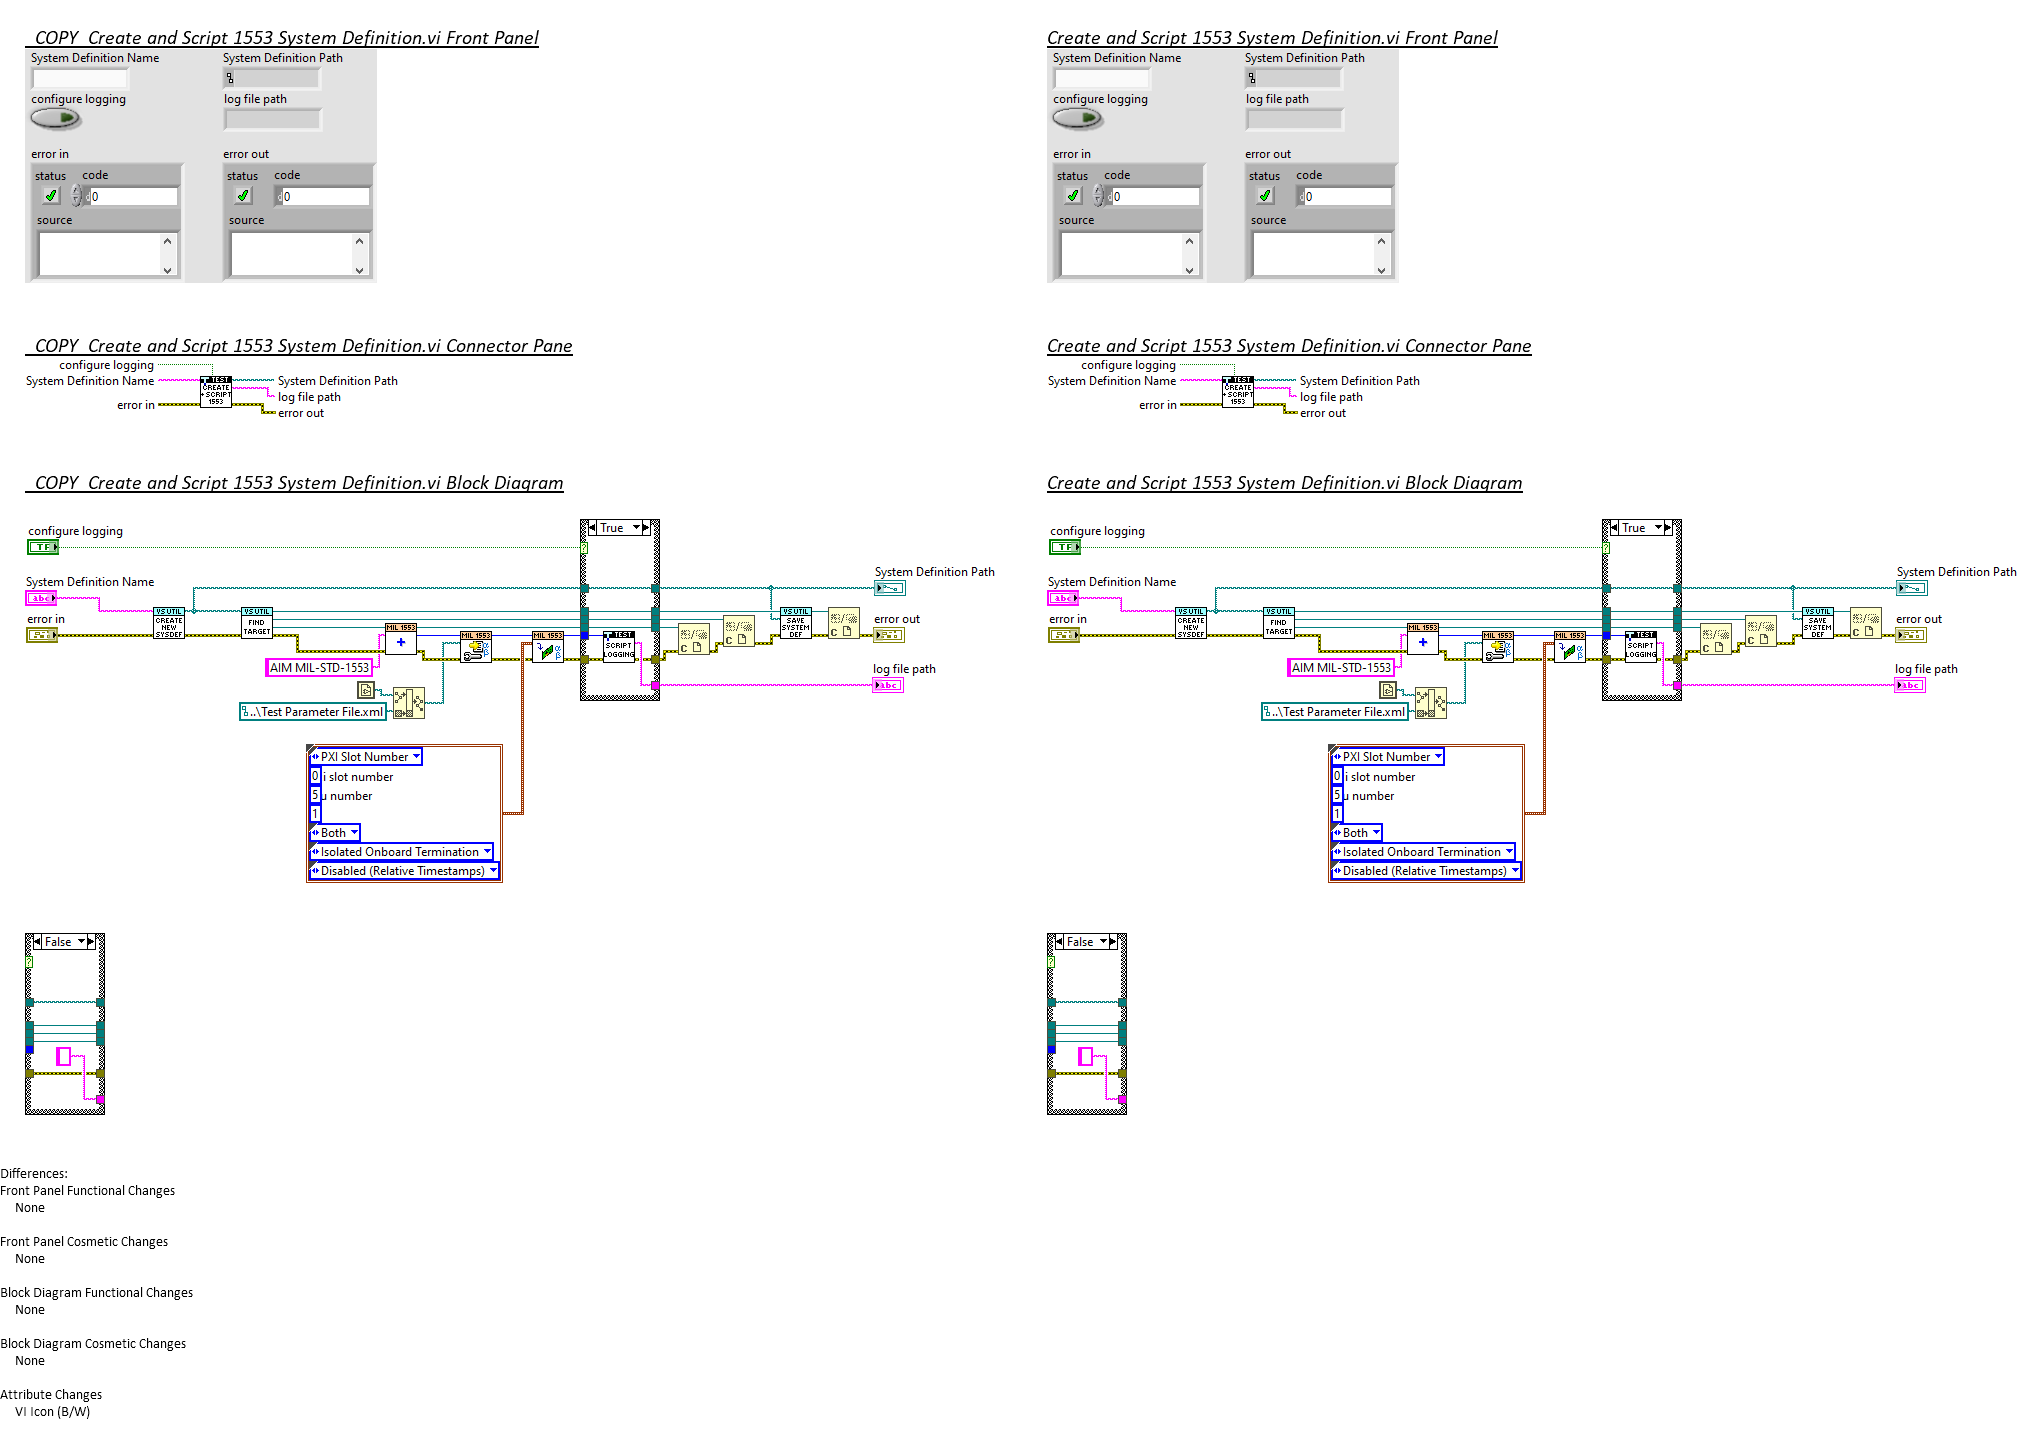 COPY  Create and Script 1553 System Definition.vi Front Panel
System Definition Name
System Definition Path
configure logging
log file path
error in
error out
status
code
status
code
0
0
source
source
Create and Script 1553 System Definition.vi Front Panel
System Definition Name
System Definition Path
configure logging
log file path
error in
error out
status
code
status
code
0
0
source
source
COPY  Create and Script 1553 System Definition.vi Connector Pane
configure logging
System Definition Name
error in
TEST
CREATE
+ SCRIPT
1553
System Definition Path
log file path
error out
Create and Script 1553 System Definition.vi Connector Pane
configure logging
System Definition Name
error in
TEST
CREATE
+ SCRIPT
1553
System Definition Path
log file path
error out
COPY  Create and Script 1553 System Definition.vi Block Diagram
True
configure logging
TF
System Definition Name
abc
error in
VS UTIL
CREATE
NEW
SYSDEF
VS UTIL
FIND
TARGET
MIL 1553
MIL 1553
MIL 1553
TEST
SCRIPT
LOGGING
VS UTIL
SAVE
SYSTEM
DEF
System Definition Path
error out
log file path
abc
AIM MIL-STD-1553
..\Test Parameter File.xml
PXI Slot Number
0 i slot number
5 u number
1
Both
Isolated Onboard Termination
Disabled (Relative Timestamps)
Create and Script 1553 System Definition.vi Block Diagram
True
configure logging
TF
System Definition Name
abc
error in
VS UTIL
CREATE
NEW
SYSDEF
VS UTIL
FIND
TARGET
MIL 1553
MIL 1553
MIL 1553
TEST
SCRIPT
LOGGING
VS UTIL
SAVE
SYSTEM
DEF
System Definition Path
error out
log file path
abc
AIM MIL-STD-1553
..\Test Parameter File.xml
PXI Slot Number
0 i slot number
5 u number
1
Both
Isolated Onboard Termination
Disabled (Relative Timestamps)
False
False
Differences:
Front Panel Functional Changes
None
Front Panel Cosmetic Changes
None
Block Diagram Functional Changes
None
Block Diagram Cosmetic Changes
None
Attribute Changes
VI Icon (B/W)